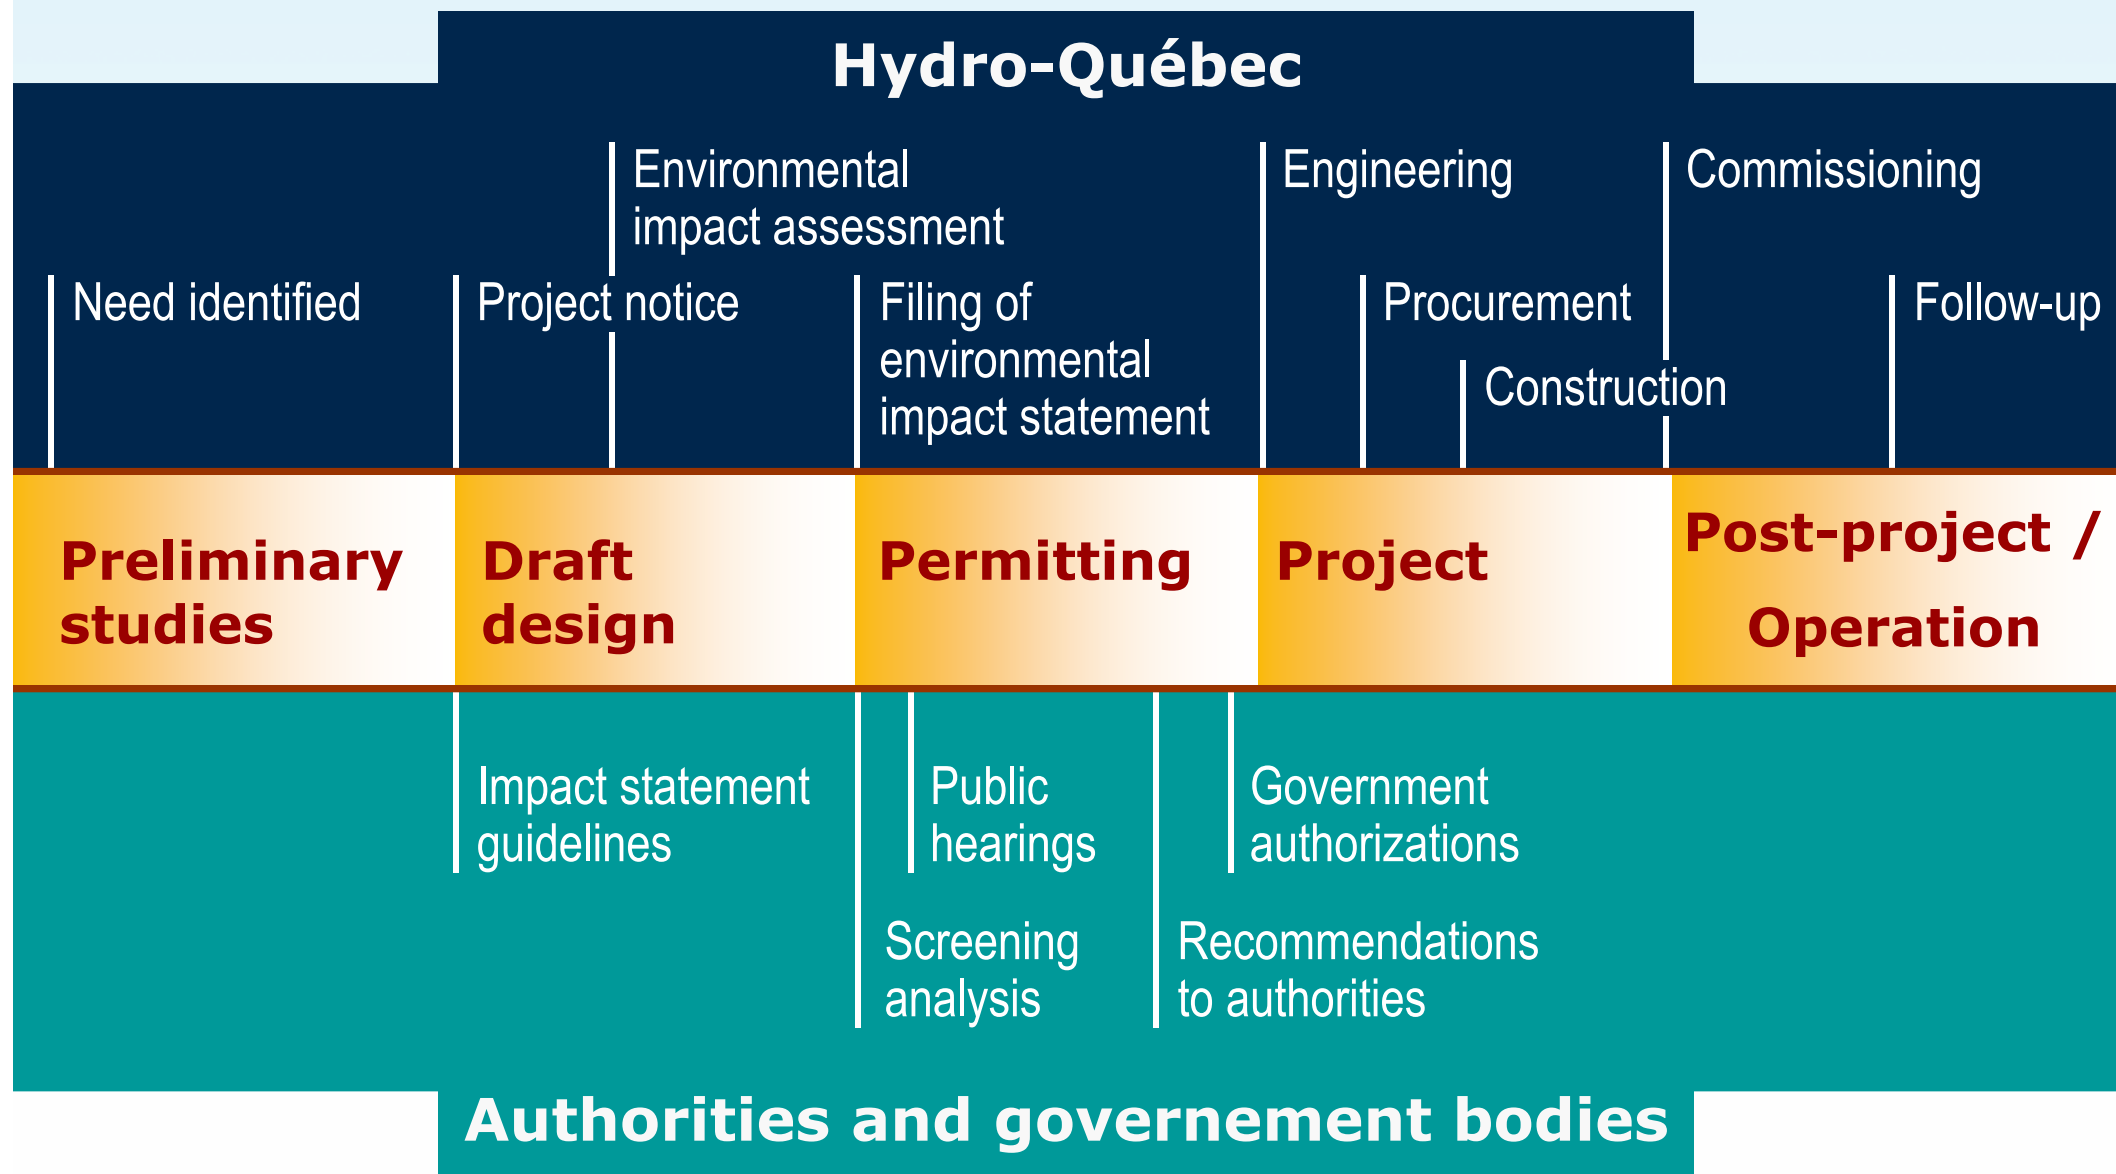 Hydro-Québec
Environmental
impact assessment
Engineering
Commissioning
Need identified
Project notice
Filing of
environmental
impact statement
Procurement
Construction
Follow-up
Preliminary
studies
Draft
design
Permitting
Project
Post-project /
Operation
Impact statement
guidelines
Public
hearings
Government
authorizations
Screening
analysis
Recommendations
to authorities
Authorities and governement bodies